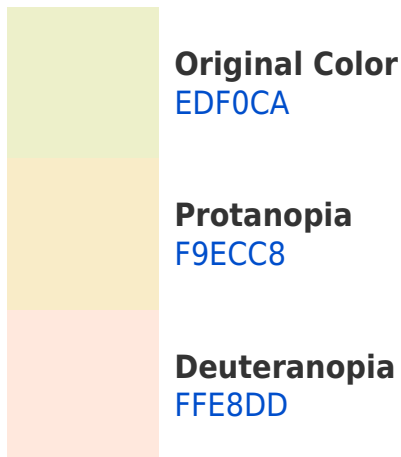 Original Color
EDF0CA
Protanopia
F9ECC8
Deuteranopia
FFE8DD